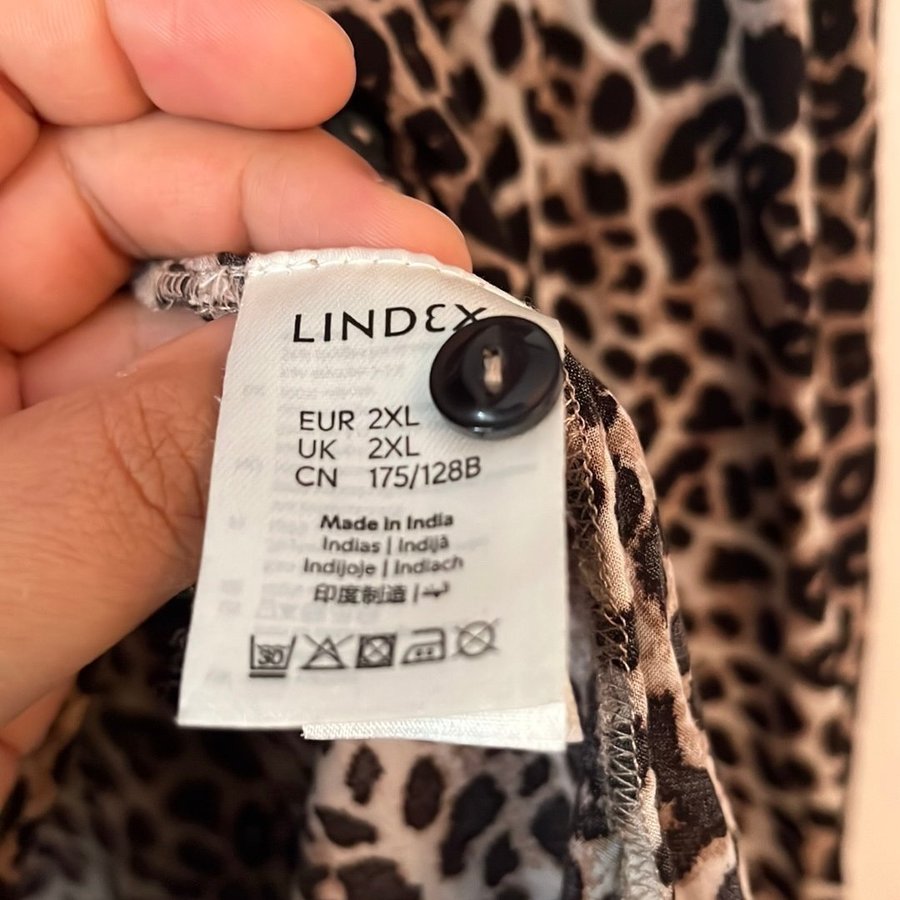 LINDEX
EUR 2XL
UK 2XL
CN 175/128B
Made in India
Indias | Indijā
Indijoje | Indiach
印度制造 |
30